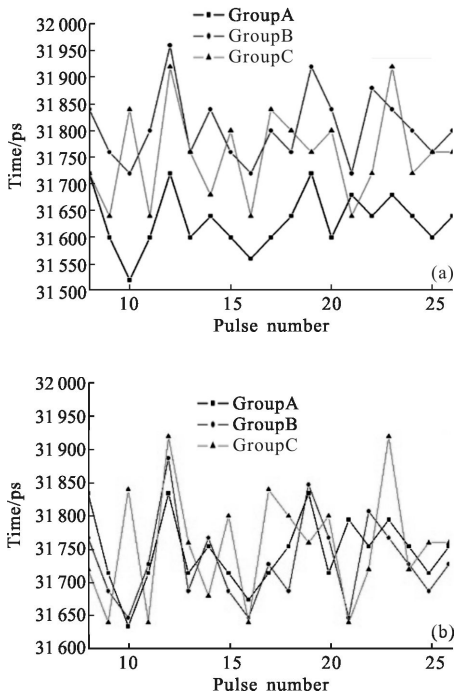 (a)
32 000
31 950
31 900
31 840
31 750
31 700
31 650
31 600
31 550
31 500
Time/ps
GroupA
GroupB
GroupC
10 15 20 25
Pulse number
(b)
32 000
31 950
31 900
31 850
31 800
31 750
31 700
31 650
31 600
Time/ps
GroupA
GroupB
GroupC
10 15 20 25
Pulse number